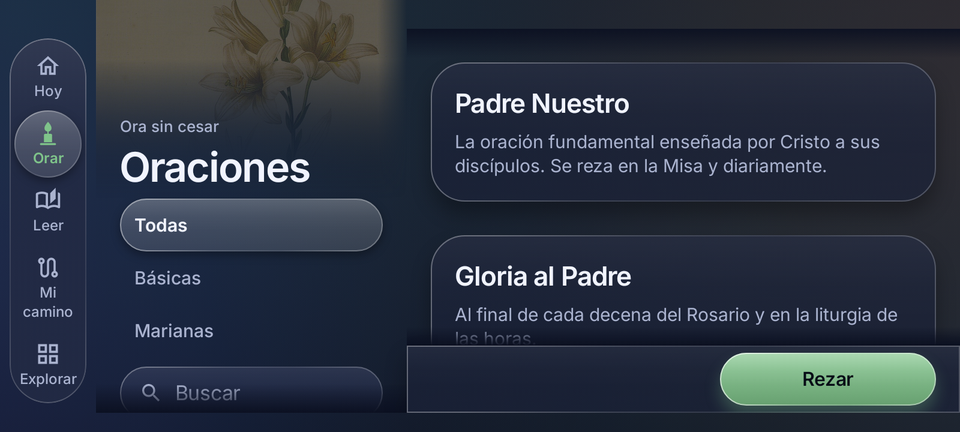 Hoy
Orar
Leer
Mi
camino
Explorar
Ora sin cesar
Oraciones
Todas
Básicas
Marianas
Buscar
Padre Nuestro
La oración fundamental enseñada por Cristo a sus
discípulos. Se reza en la Misa y diariamente.
Gloria al Padre
Al final de cada decena del Rosario y en la liturgia de
las horas.
Rezar